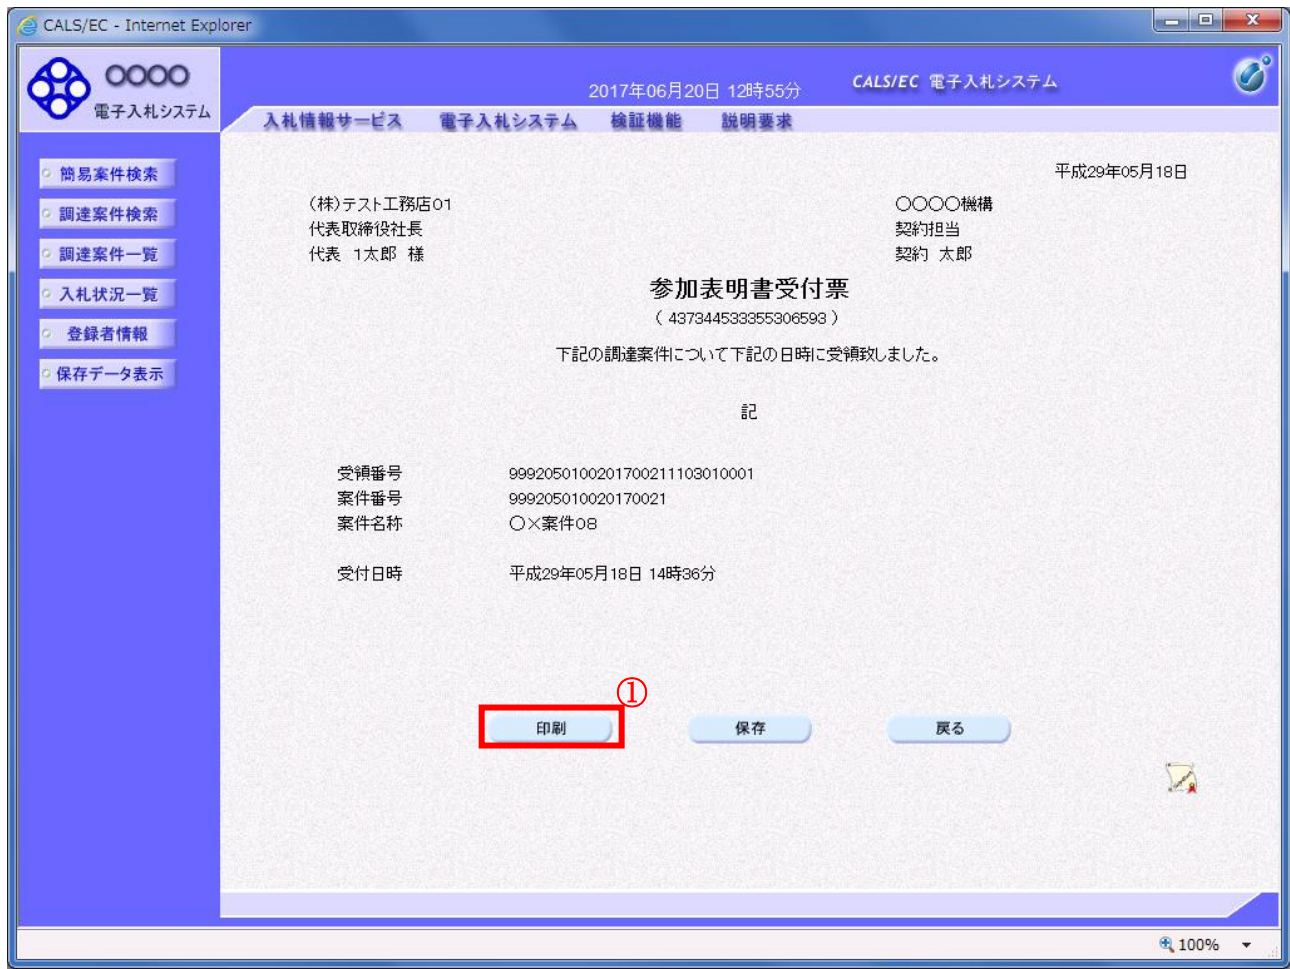 CALS/EC - Internet Explorer
〇〇〇〇
電子入札システム
2017年06月20日 12時55分
CALS/EC 電子入札システム
入札情報サービス 電子入札システム 検証機能 説明要求
簡易案件検索
調達案件検索
調達案件一覧
入札状況一覧
登録者情報
保存データ表示
平成29年05月18日
(株)テスト工務店01
代表取締役社長
代表 1太郎 様
〇〇〇〇機構
契約担当
契約 太郎
参加表明書受付票
( 437344533355306593 )
下記の調達案件について下記の日時に受領致しました。
記
受領番号 9992050100201700211103010001
案件番号 999205010020170021
案件名称 〇×案件08
受付日時 平成29年05月18日 14時36分
①
印刷 保存 戻る
100%